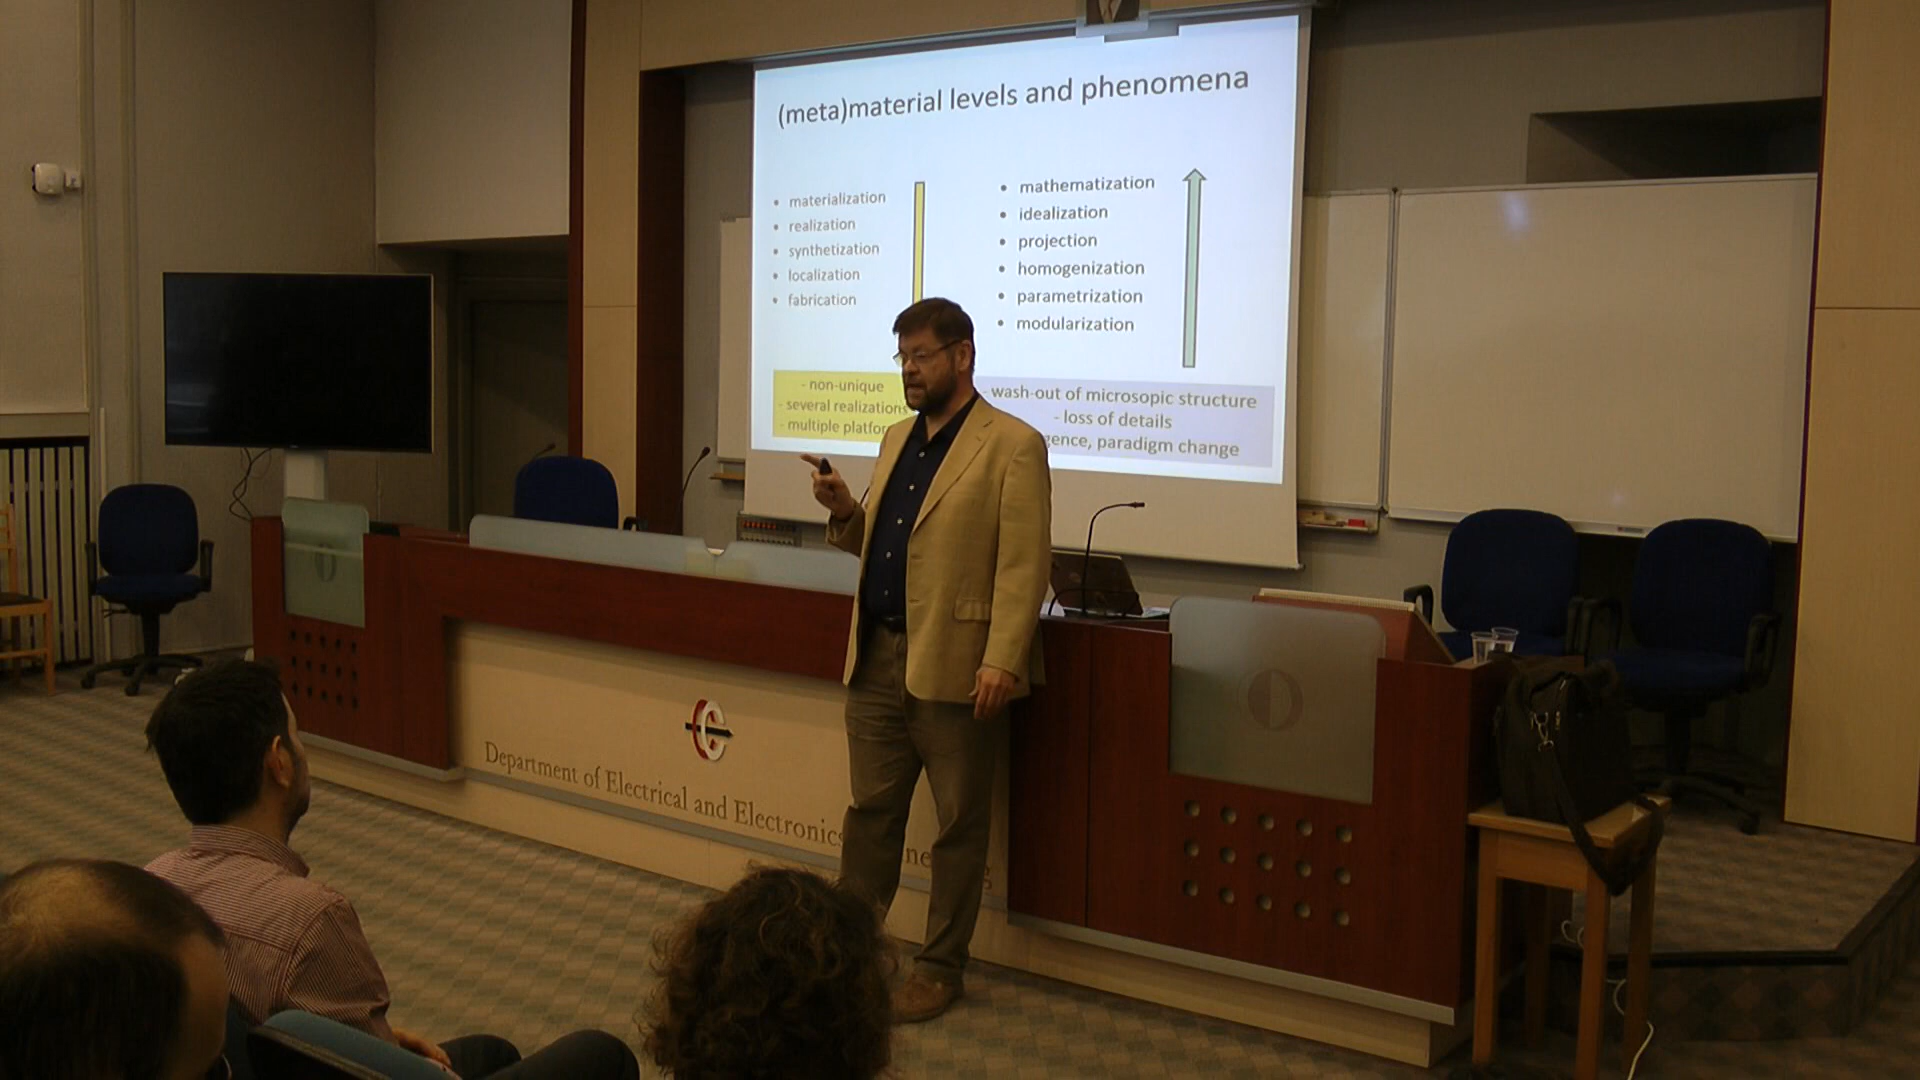 (meta)material levels and phenomena
• materialization
• realization
• synthetization
• localization
• fabrication
• mathematization
• idealization
• projection
• homogenization
• parametrization
• modularization
- non-unique
- several realizations
- multiple platfor
- wash-out of microsopic structure
- loss of details
gence, paradigm change
Department of Electrical and Electronics